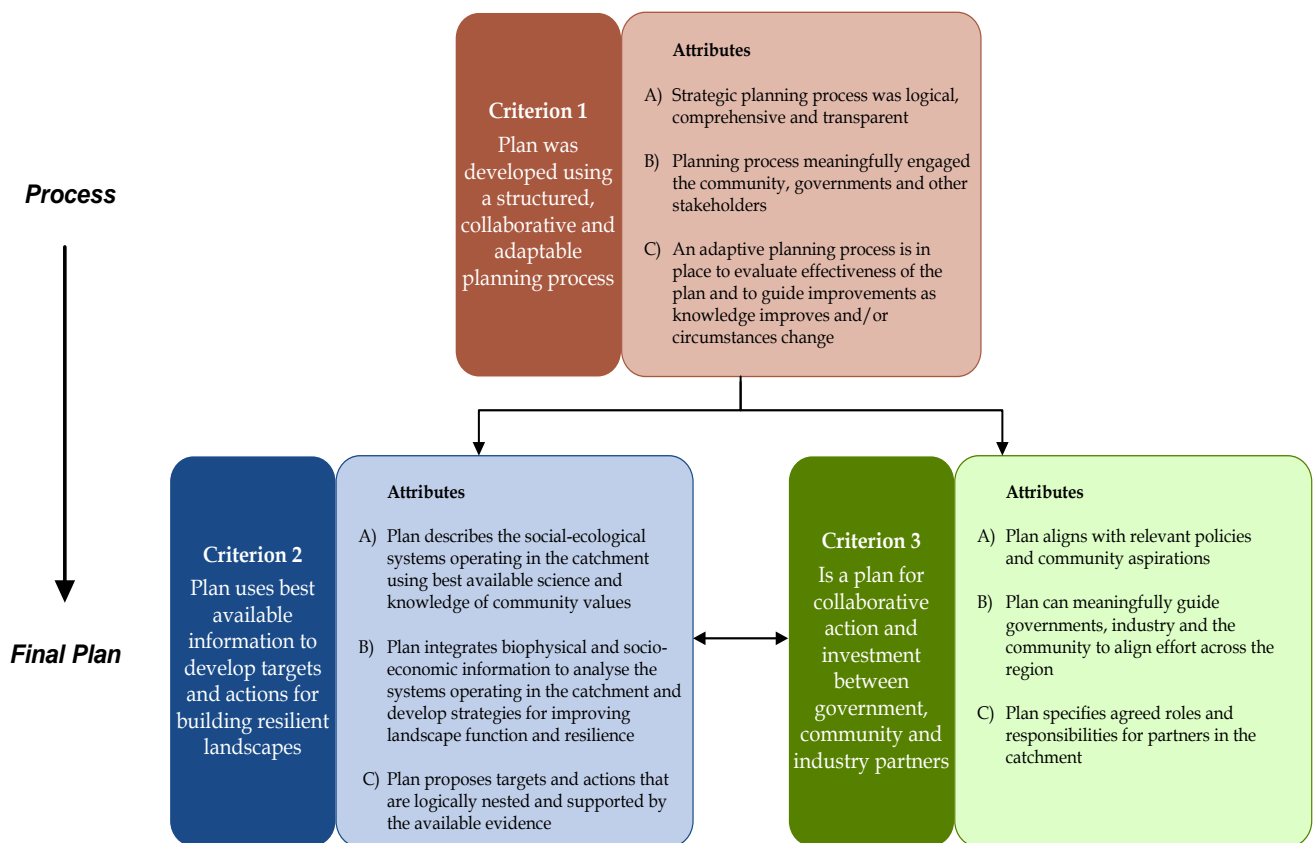 Process
Final Plan
Criterion 1
Plan was
developed using
a structured,
collaborative and
adaptable
planning process
Attributes
A) Strategic planning process was logical,
comprehensive and transparent
B) Planning process meaningfully engaged
the community, governments and other
stakeholders
C) An adaptive planning process is in
place to evaluate effectiveness of the
plan and to guide improvements as
knowledge improves and/or
circumstances change
Criterion 2
Plan uses best
available
information to
develop targets
and actions for
building resilient
landscapes
Attributes
A) Plan describes the social-ecological
systems operating in the catchment
using best available science and
knowledge of community values
B) Plan integrates biophysical and socio-
economic information to analyse the
systems operating in the catchment and
develop strategies for improving
landscape function and resilience
C) Plan proposes targets and actions that
are logically nested and supported by
the available evidence
Criterion 3
Is a plan for
collaborative
action and
investment
between
government,
community and
industry partners
Attributes
A) Plan aligns with relevant policies
and community aspirations
B) Plan can meaningfully guide
governments, industry and the
community to align effort across the
region
C) Plan specifies agreed roles and
responsibilities for partners in the
catchment